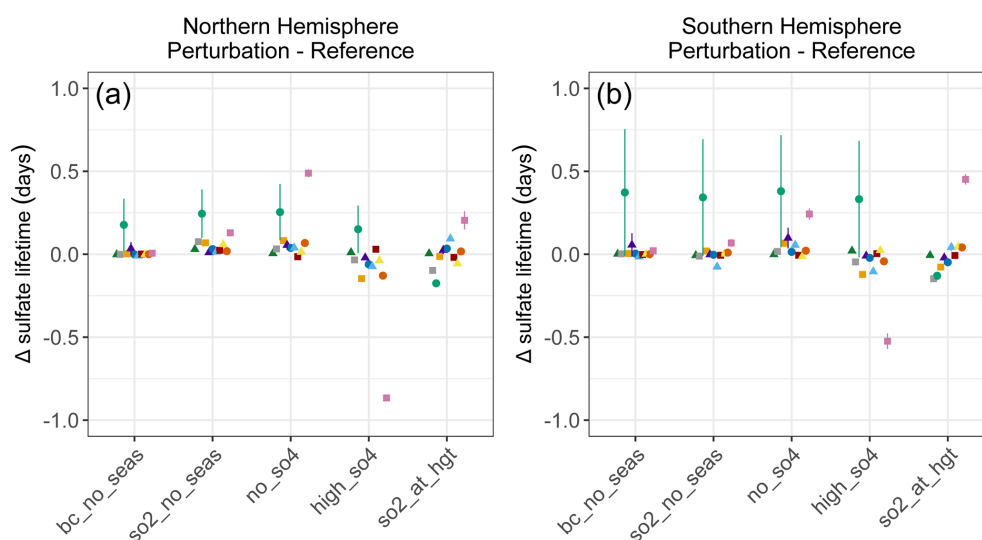 Northern Hemisphere
Perturbation - Reference
(a)
Δ sulfate lifetime (days)
1.0
0.5
0.0
-0.5
-1.0
bc_no_seas
so2_no_seas
no_so4
high_so4
so2_at_hgt
Southern Hemisphere
Perturbation - Reference
(b)
Δ sulfate lifetime (days)
1.0
0.5
0.0
-0.5
-1.0
bc_no_seas
so2_no_seas
no_so4
high_so4
so2_at_hgt